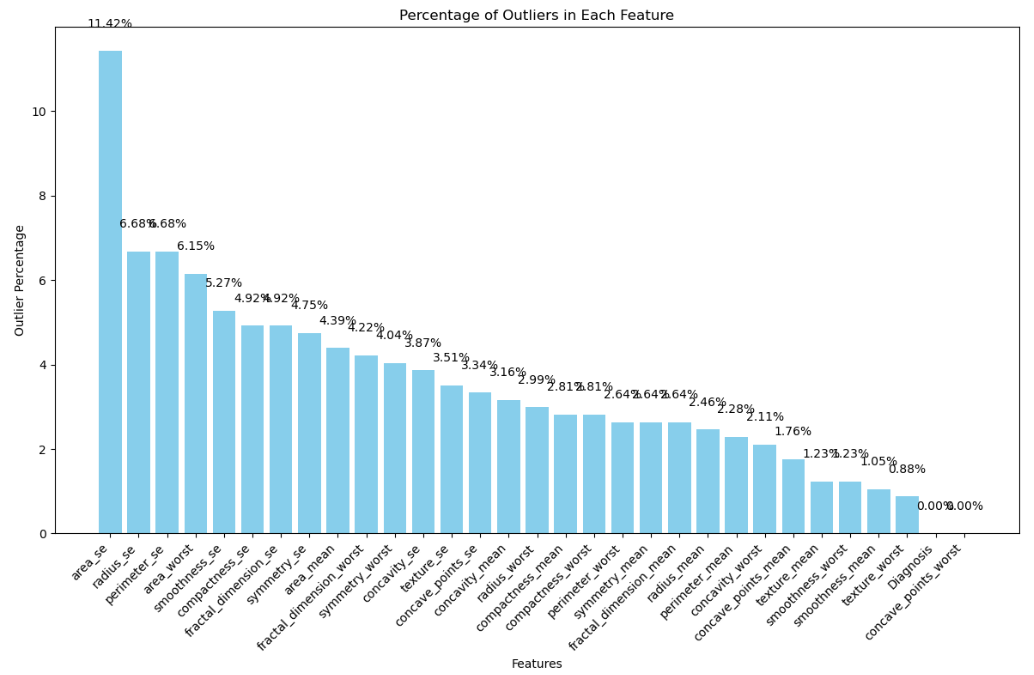 Percentage of Outliers in Each Feature
11.42%
10
8
6.68%
6.68%
6.15%
6
5.27%
4.92%
4.92%
4.75%
4.39%
4.22%
4.04%
3.87%
4
3.51%
3.34%
3.16%
2.99%
2.81%
2.81%
2.64%
2.64%
2.64%
2.46%
2.28%
2.11%
2
1.76%
1.23%
1.23%
1.05%
0.88%
0.00%
0.00%
0
Outlier Percentage
area_se
radius_se
perimeter_se
area_worst
smoothness_se
compactness_se
fractal_dimension_se
symmetry_se
area_mean
fractal_dimension_worst
symmetry_worst
concavity_se
texture_se
concave_points_se
concavity_mean
radius_worst
compactness_mean
compactness_worst
perimeter_worst
symmetry_mean
fractal_dimension_mean
radius_mean
perimeter_mean
concavity_worst
concave_points_mean
texture_mean
smoothness_worst
smoothness_mean
texture_worst
Diagnosis
concave_points_worst
Features